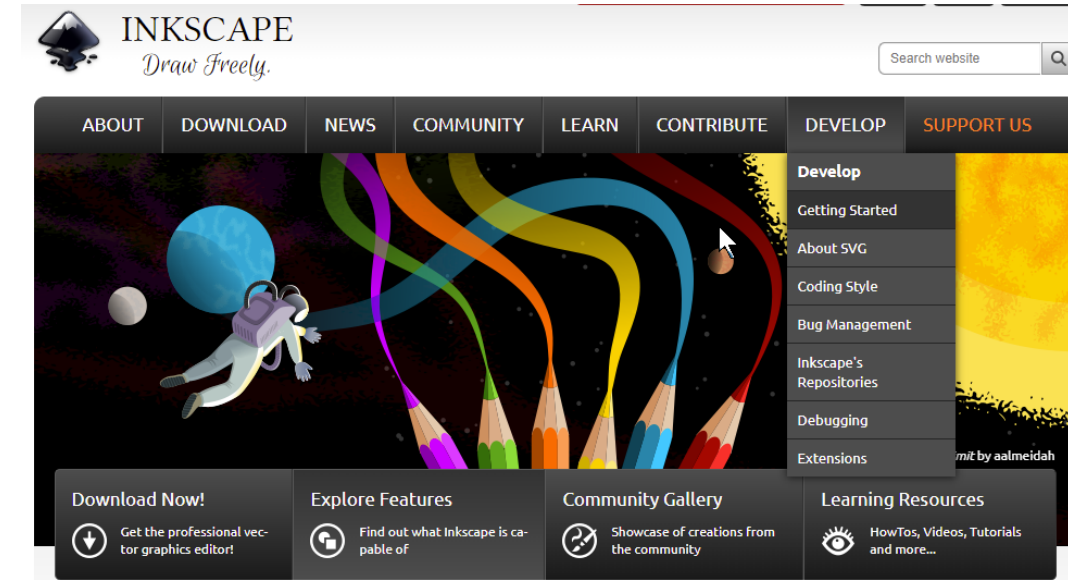 INKSCAPE
Draw Freely.
Search website
ABOUT
DOWNLOAD
NEWS
COMMUNITY
LEARN
CONTRIBUTE
DEVELOP
SUPPORT US
Develop
Getting Started
About SVG
Coding Style
Bug Management
Inkscape's
Repositories
Debugging
Extensions
mit by aalmeidah
Download Now!
Get the professional vec-
tor graphics editor!
Explore Features
Find out what Inkscape is ca-
pable of
Community Gallery
Showcase of creations from
the community
Learning Resources
HowTos, Videos, Tutorials
and more...